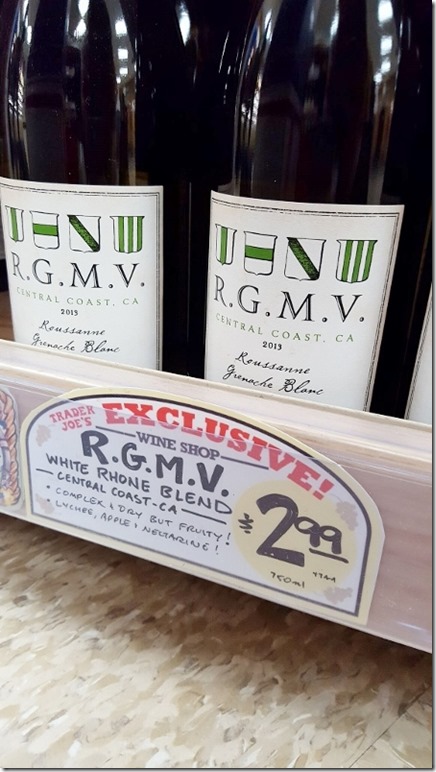 R.G.M.V.
CENTRAL COAST, CA
2013
Roussanne
Grenache Blanc
R.G.M.V.
CENTRAL COAST, CA
2013
Roussanne
Grenache Blanc
TRADER JOE'S EXCLUSIVE!
WINE SHOP
R.G.M.V.
WHITE RHONE BLEND
CENTRAL COAST-CA
• COMPLEX & DRY BUT FRUITY!
• LYCHEE, APPLE & NECTARINE!
$2.99
750ml